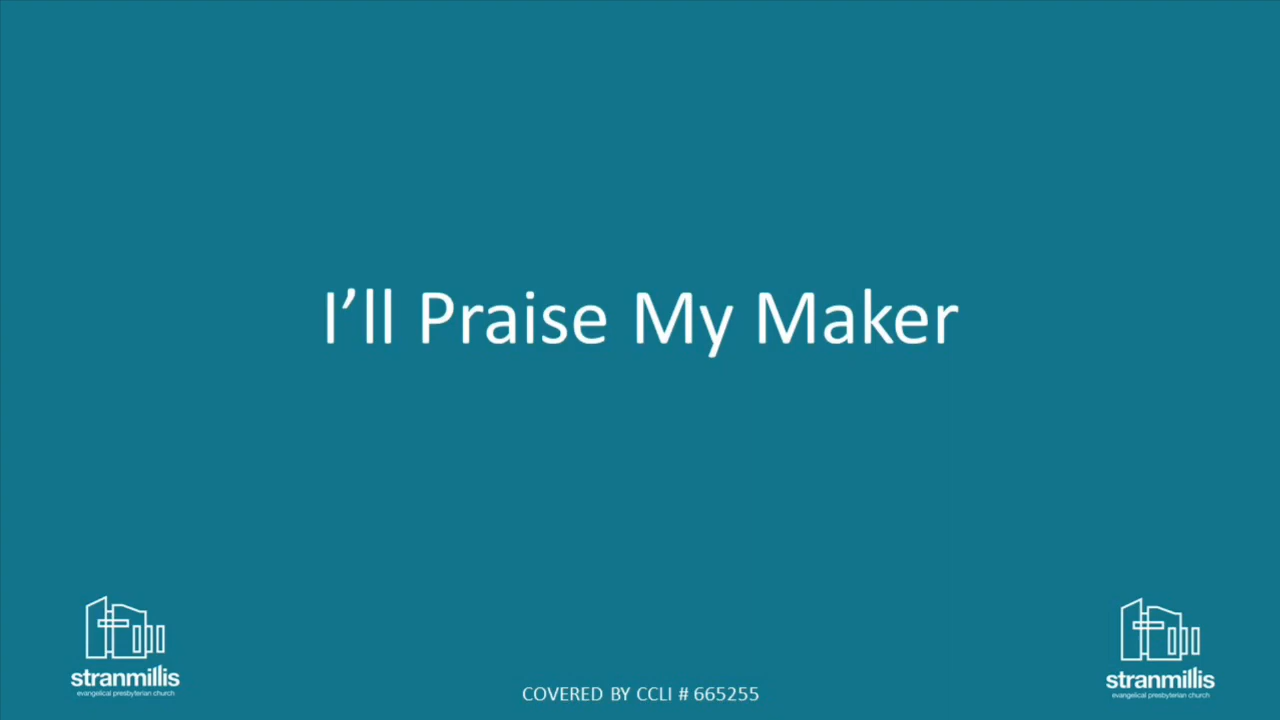 I’ll Praise My Maker
stranmillis
evangelical presbyterian church
stranmillis
evangelical presbyterian church
COVERED BY CCLI # 665255